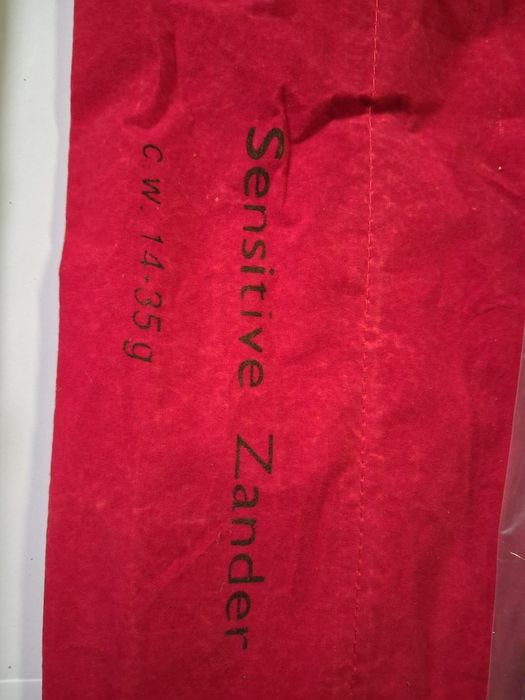 Sensitive Zander
c.w. 14-35 g